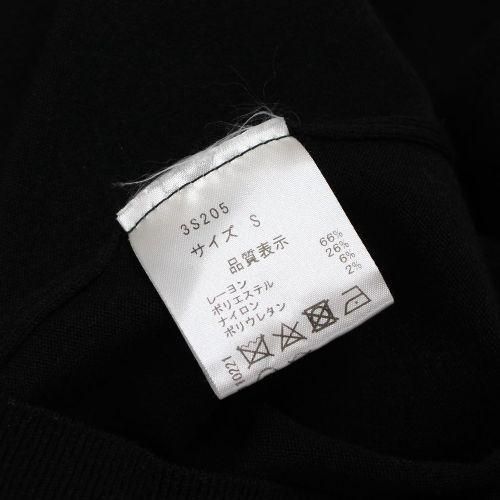 3S205
サイズ S
品質表示
レーヨン 66%
ポリエステル 26%
ナイロン 6%
ポリウレタン 2%
10221